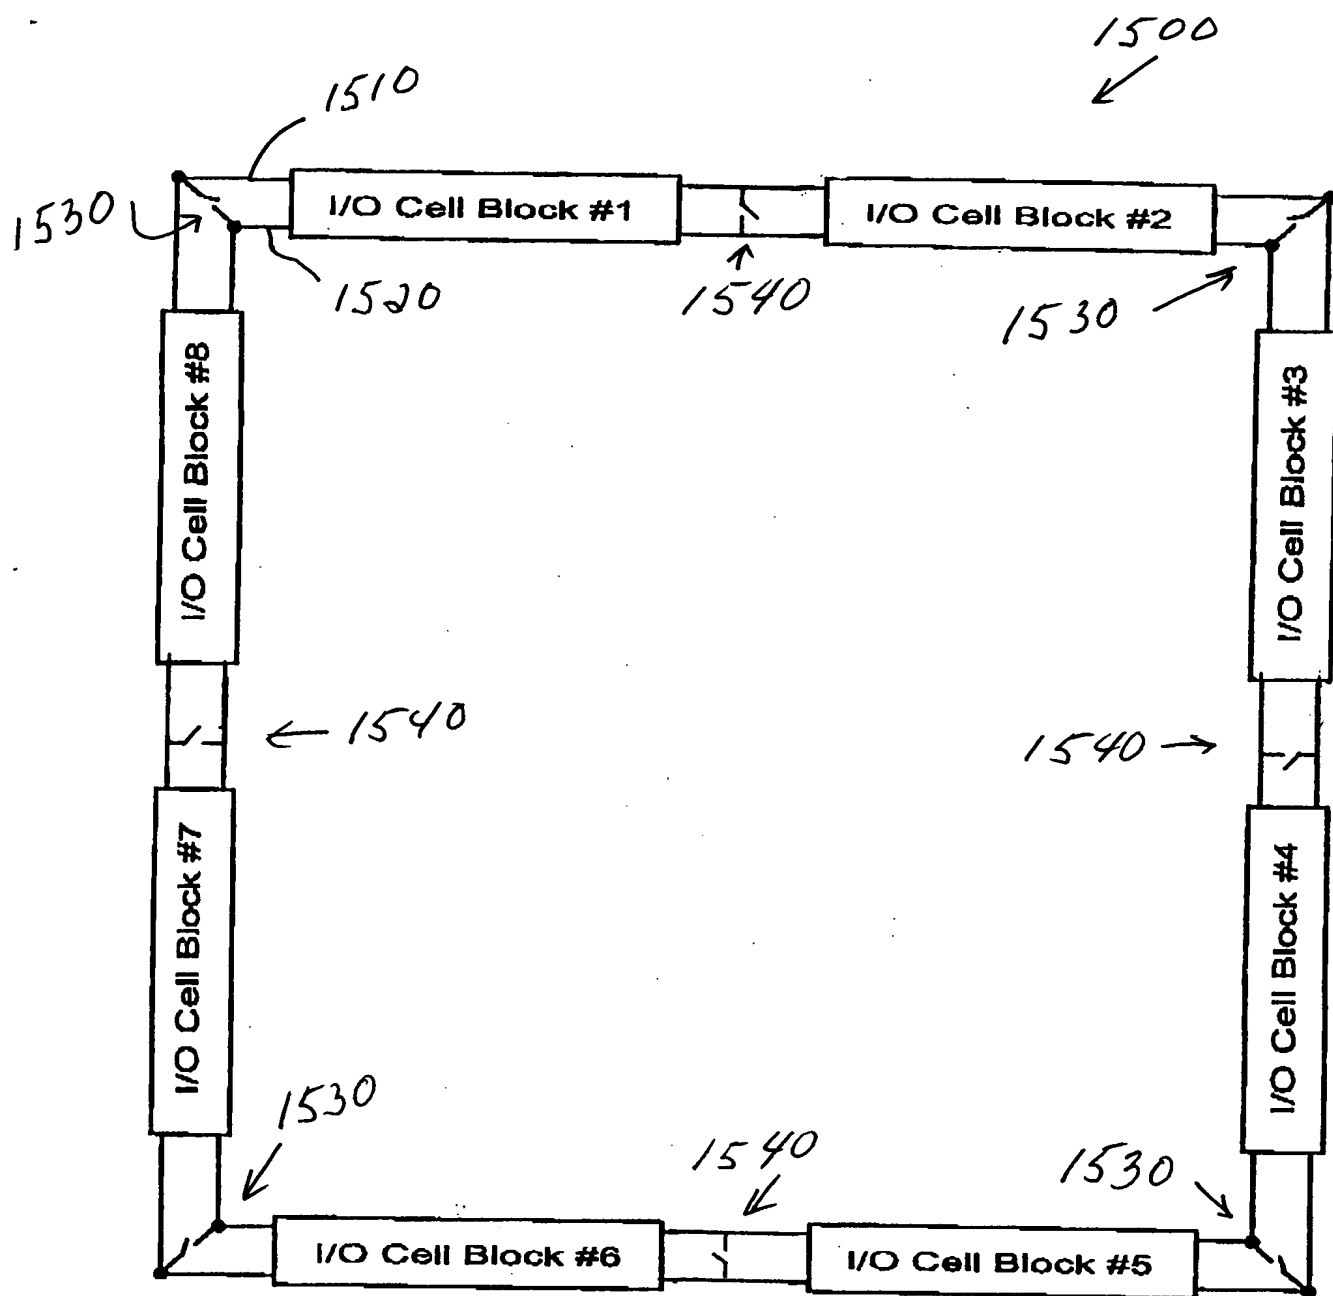 1500
1510
I/O Cell Block #1
I/O Cell Block #2
1530
1520
1540
1530
I/O Cell Block #8
I/O Cell Block #3
1540
1540
I/O Cell Block #7
I/O Cell Block #4
1530
1540
1530
I/O Cell Block #6
I/O Cell Block #5